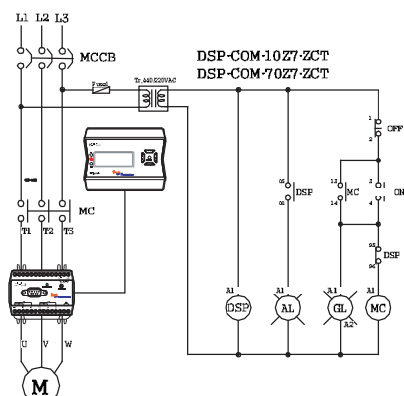 L1 L2 L3
MCCB
DSP-COM-10Z7-ZCT
DSP-COM-70Z7-ZCT
Tr,440/220VAC
1
OFF
2
95
DSP
98
13
MC
14
3
ON
4
MC
T1 T2 T3
95
DSP
96
A1
DSP
A1
AL
A1
GL
A2
A1
MC
U V W
M